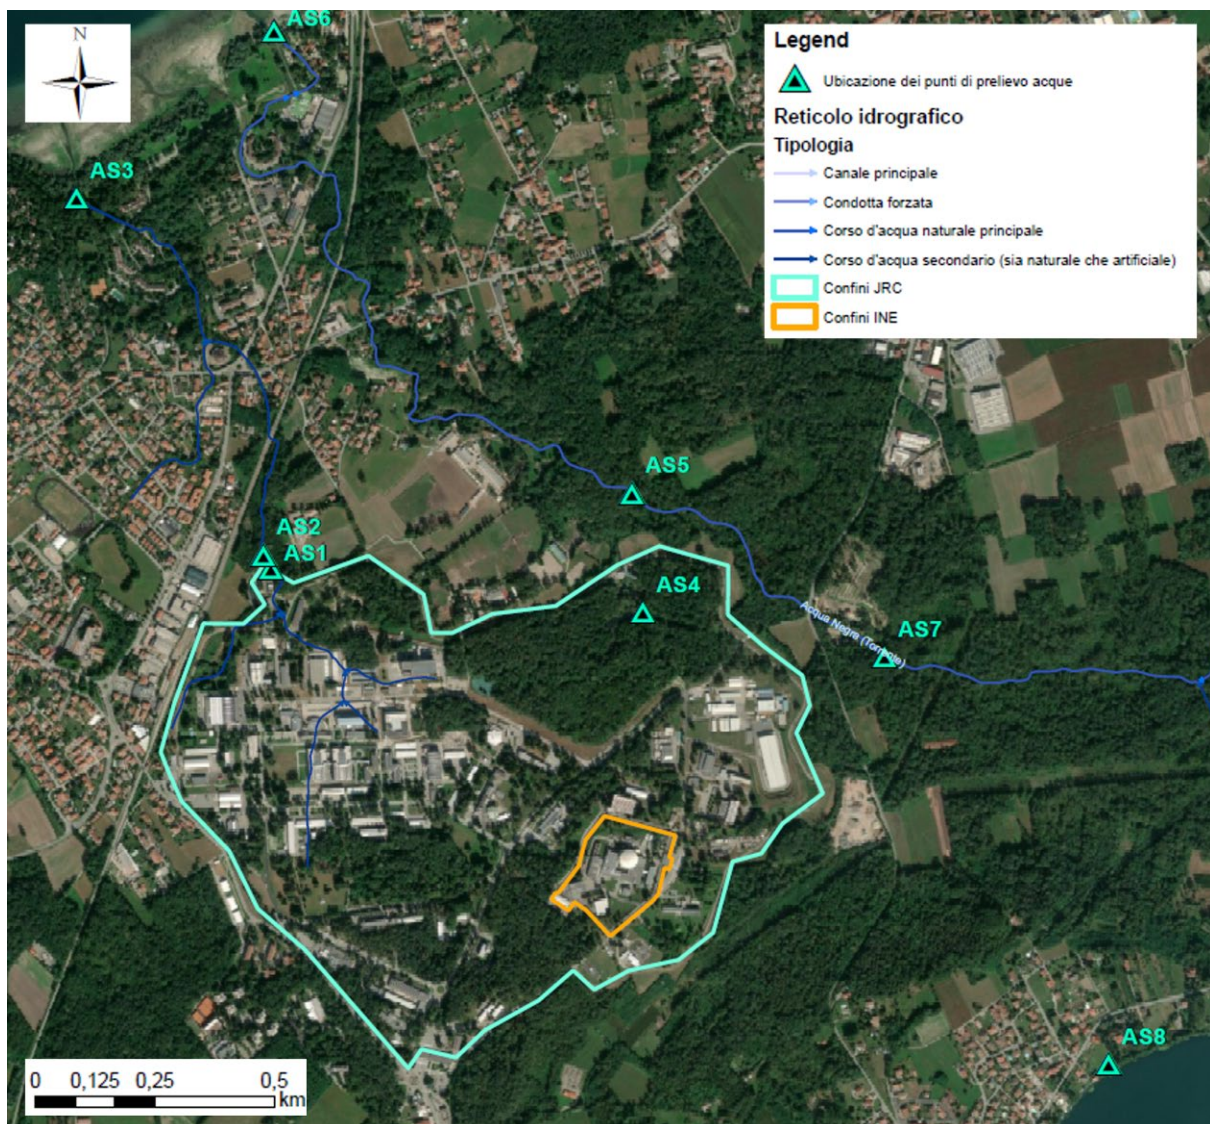 AS6
N
Legend
Ubicazione dei punti di prelievo acque
Reticolo idrografico
Tipologia
Canale principale
Condotta forzata
Corso d'acqua naturale principale
Corso d'acqua secondario (sia naturale che artificiale)
Confini JRC
Confini INE
AS3
AS5
AS2
AS1
AS4
Acqua Negra (Torrente)
AS7
AS8
0 0,125 0,25 0,5
km